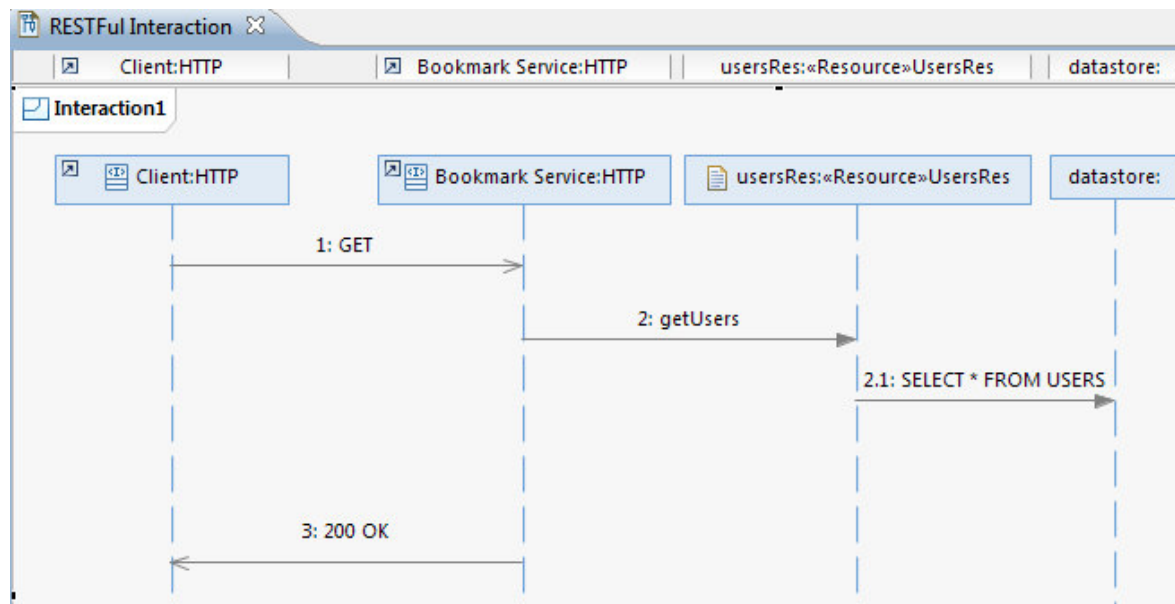 RESTFul Interaction
Client:HTTP Bookmark Service:HTTP usersRes:«Resource»UsersRes datastore:
Interaction1
Client:HTTP Bookmark Service:HTTP usersRes:«Resource»UsersRes datastore:
1: GET
2: getUsers
2.1: SELECT * FROM USERS
3: 200 OK